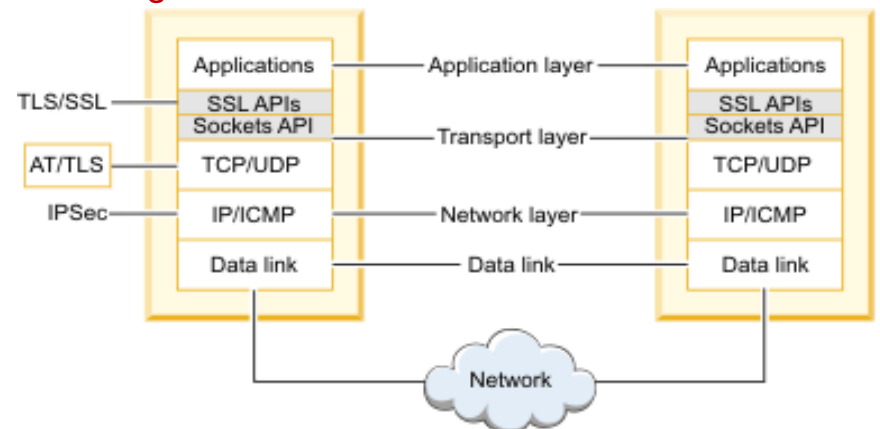 Applications Application layer Applications
TLS/SSL SSL APIs SSL APIs
Sockets API Sockets API
Transport layer
AT/TLS TCP/UDP TCP/UDP
IPSec IP/ICMP Network layer IP/ICMP
Data link Data link Data link
Network